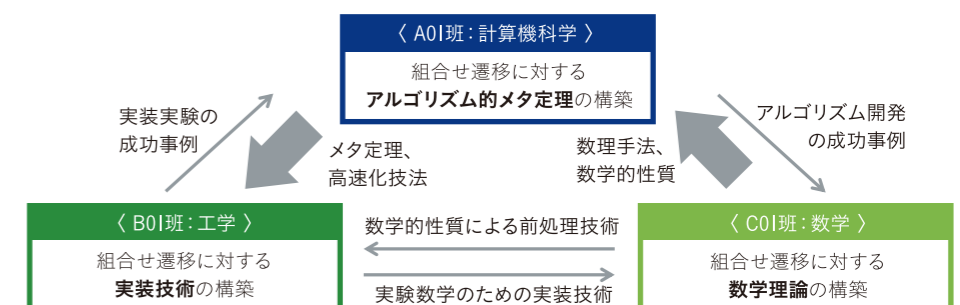 〈 A01班：計算機科学 〉
組合せ遷移に対する
アルゴリズム的メタ定理の構築
実装実験の
成功事例
メタ定理、
高速化技法
数理手法、
数学的性質
アルゴリズム開発
の成功事例
〈 B01班：工学 〉
組合せ遷移に対する
実装技術の構築
数学的性質による前処理技術
実験数学のための実装技術
〈 C01班：数学 〉
組合せ遷移に対する
数学理論の構築